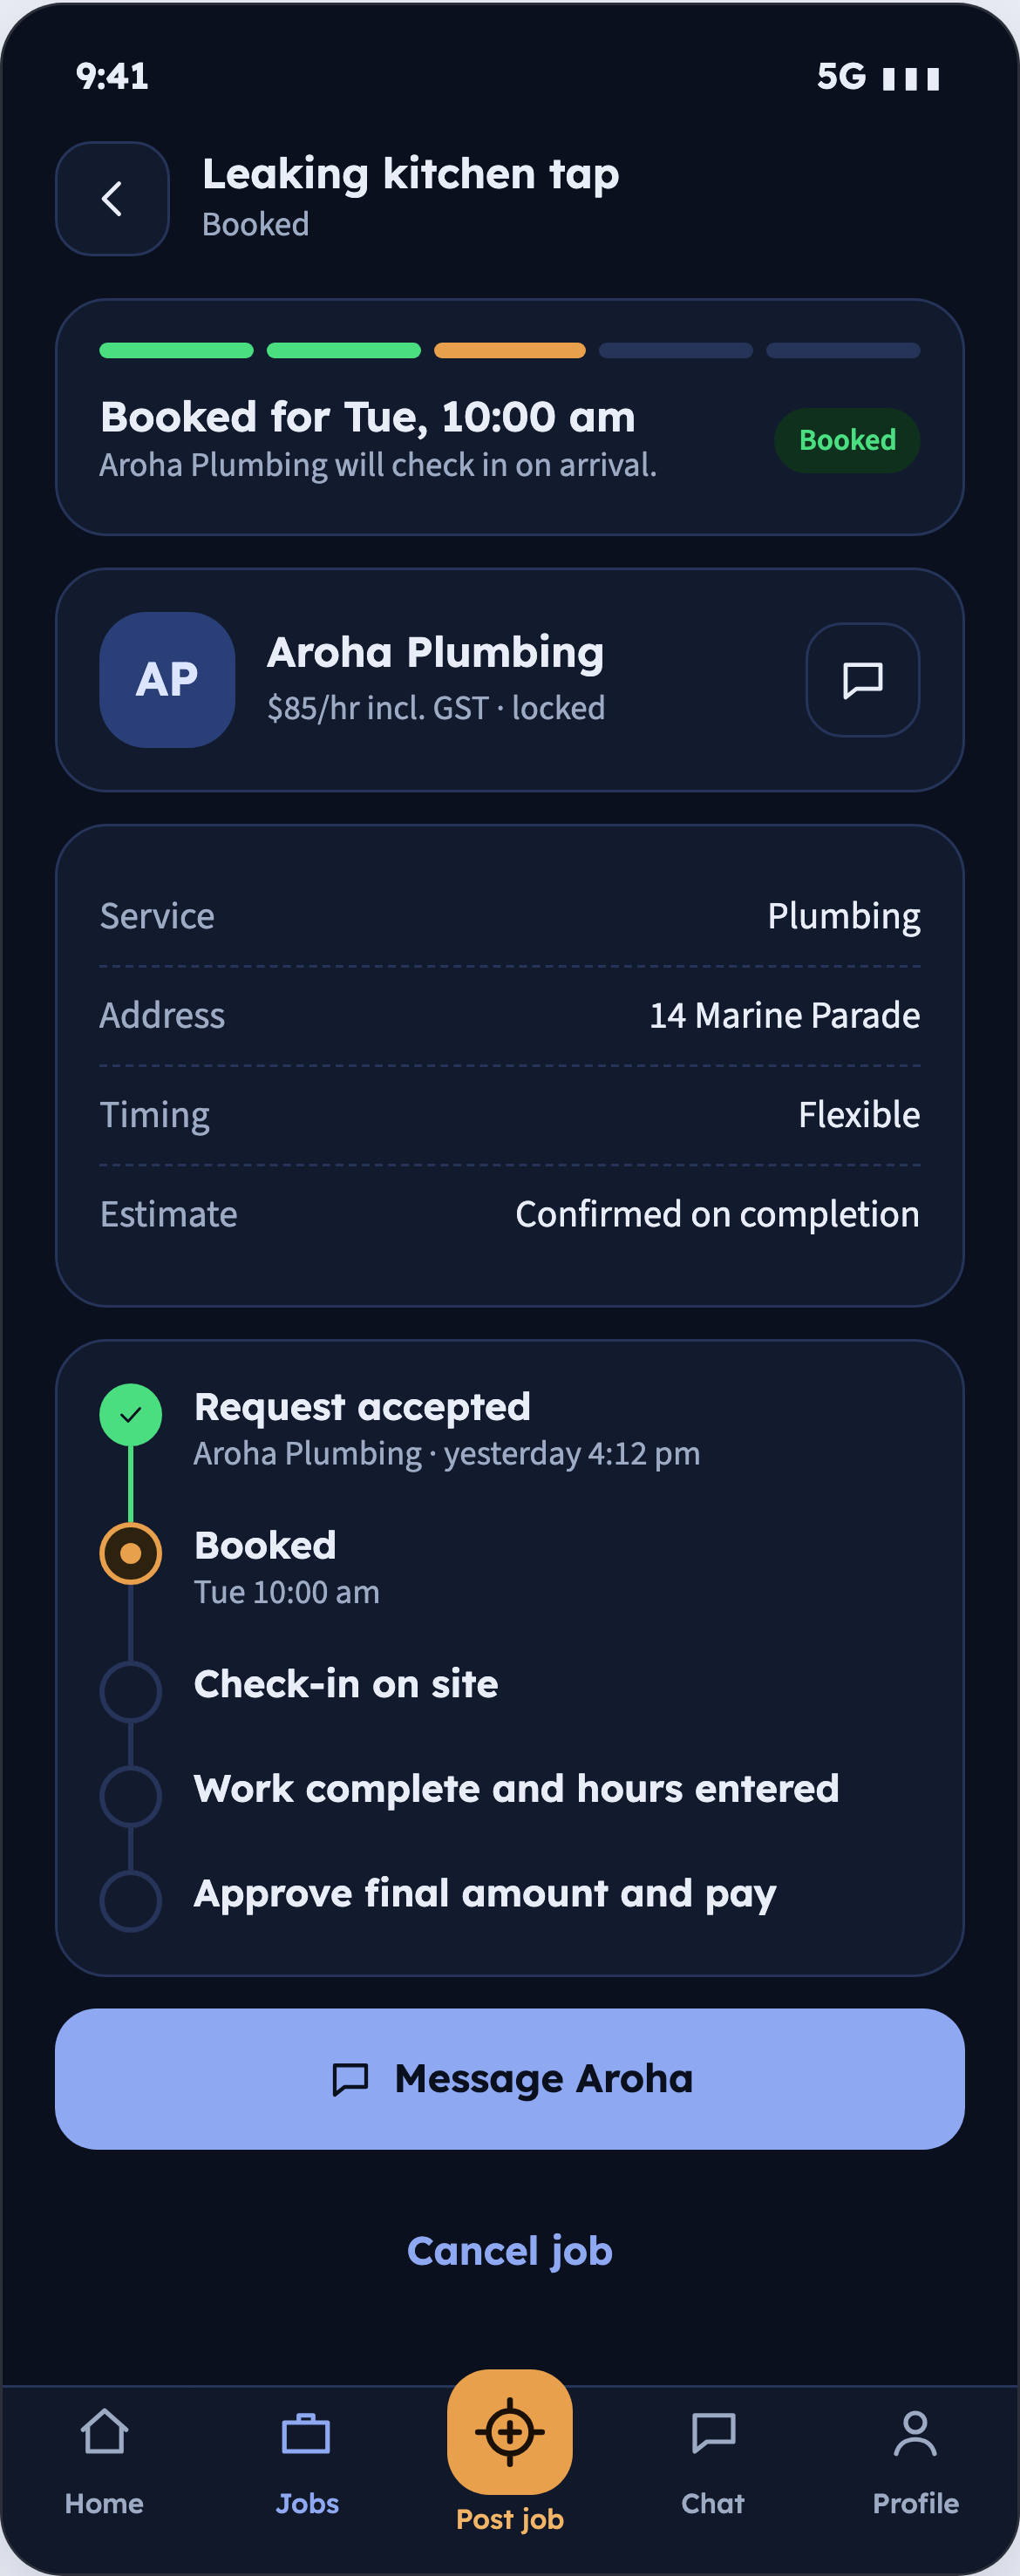 9:41
5G
Leaking kitchen tap
Booked
Booked for Tue, 10:00 am
Aroha Plumbing will check in on arrival.
Booked
AP
Aroha Plumbing
$85/hr incl. GST · locked
Service
Plumbing
Address
14 Marine Parade
Timing
Flexible
Estimate
Confirmed on completion
Request accepted
Aroha Plumbing · yesterday 4:12 pm
Booked
Tue 10:00 am
Check-in on site
Work complete and hours entered
Approve final amount and pay
Message Aroha
Cancel job
Home
Jobs
Post job
Chat
Profile